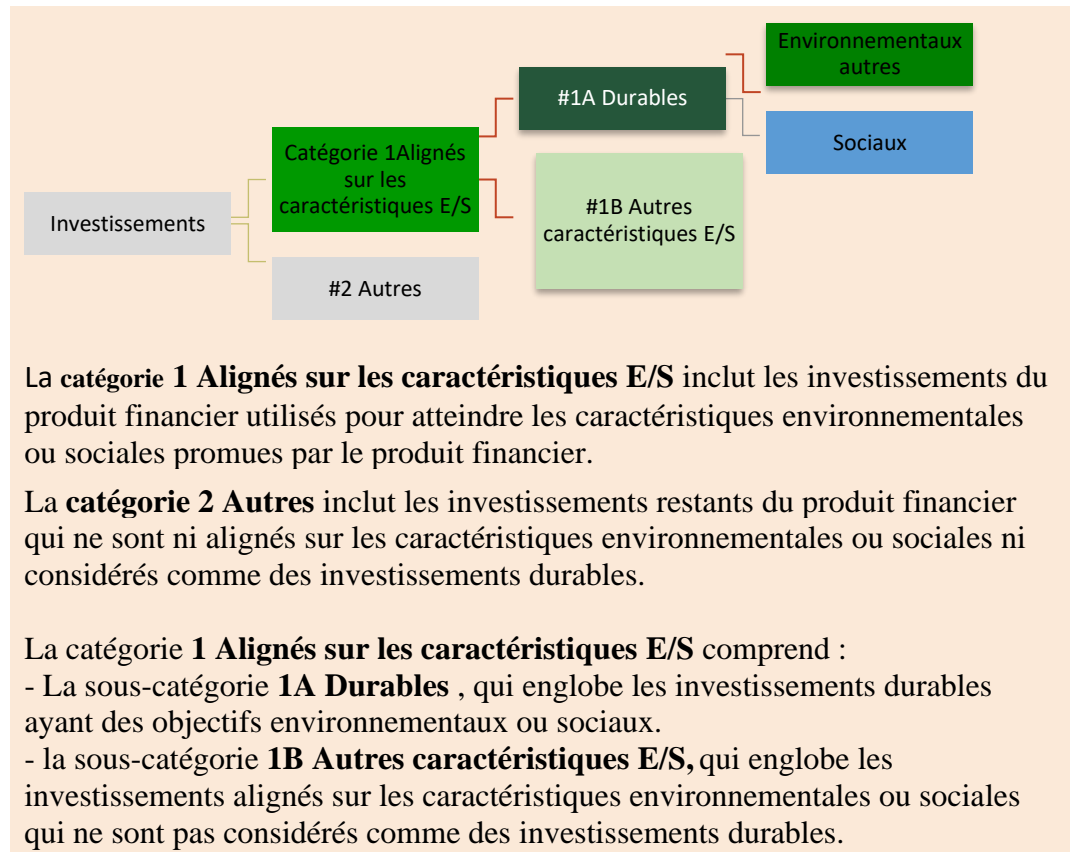 Environnementaux
autres
#1A Durables
Sociaux
Catégorie 1Alignés
sur les
caractéristiques E/S
#1B Autres
caractéristiques E/S
Investissements
#2 Autres
La catégorie 1 Alignés sur les caractéristiques E/S inclut les investissements du
produit financier utilisés pour atteindre les caractéristiques environnementales
ou sociales promues par le produit financier.
La catégorie 2 Autres inclut les investissements restants du produit financier
qui ne sont ni alignés sur les caractéristiques environnementales ou sociales ni
considérés comme des investissements durables.
La catégorie 1 Alignés sur les caractéristiques E/S comprend :
- La sous-catégorie 1A Durables , qui englobe les investissements durables
ayant des objectifs environnementaux ou sociaux.
- la sous-catégorie 1B Autres caractéristiques E/S, qui englobe les
investissements alignés sur les caractéristiques environnementales ou sociales
qui ne sont pas considérés comme des investissements durables.